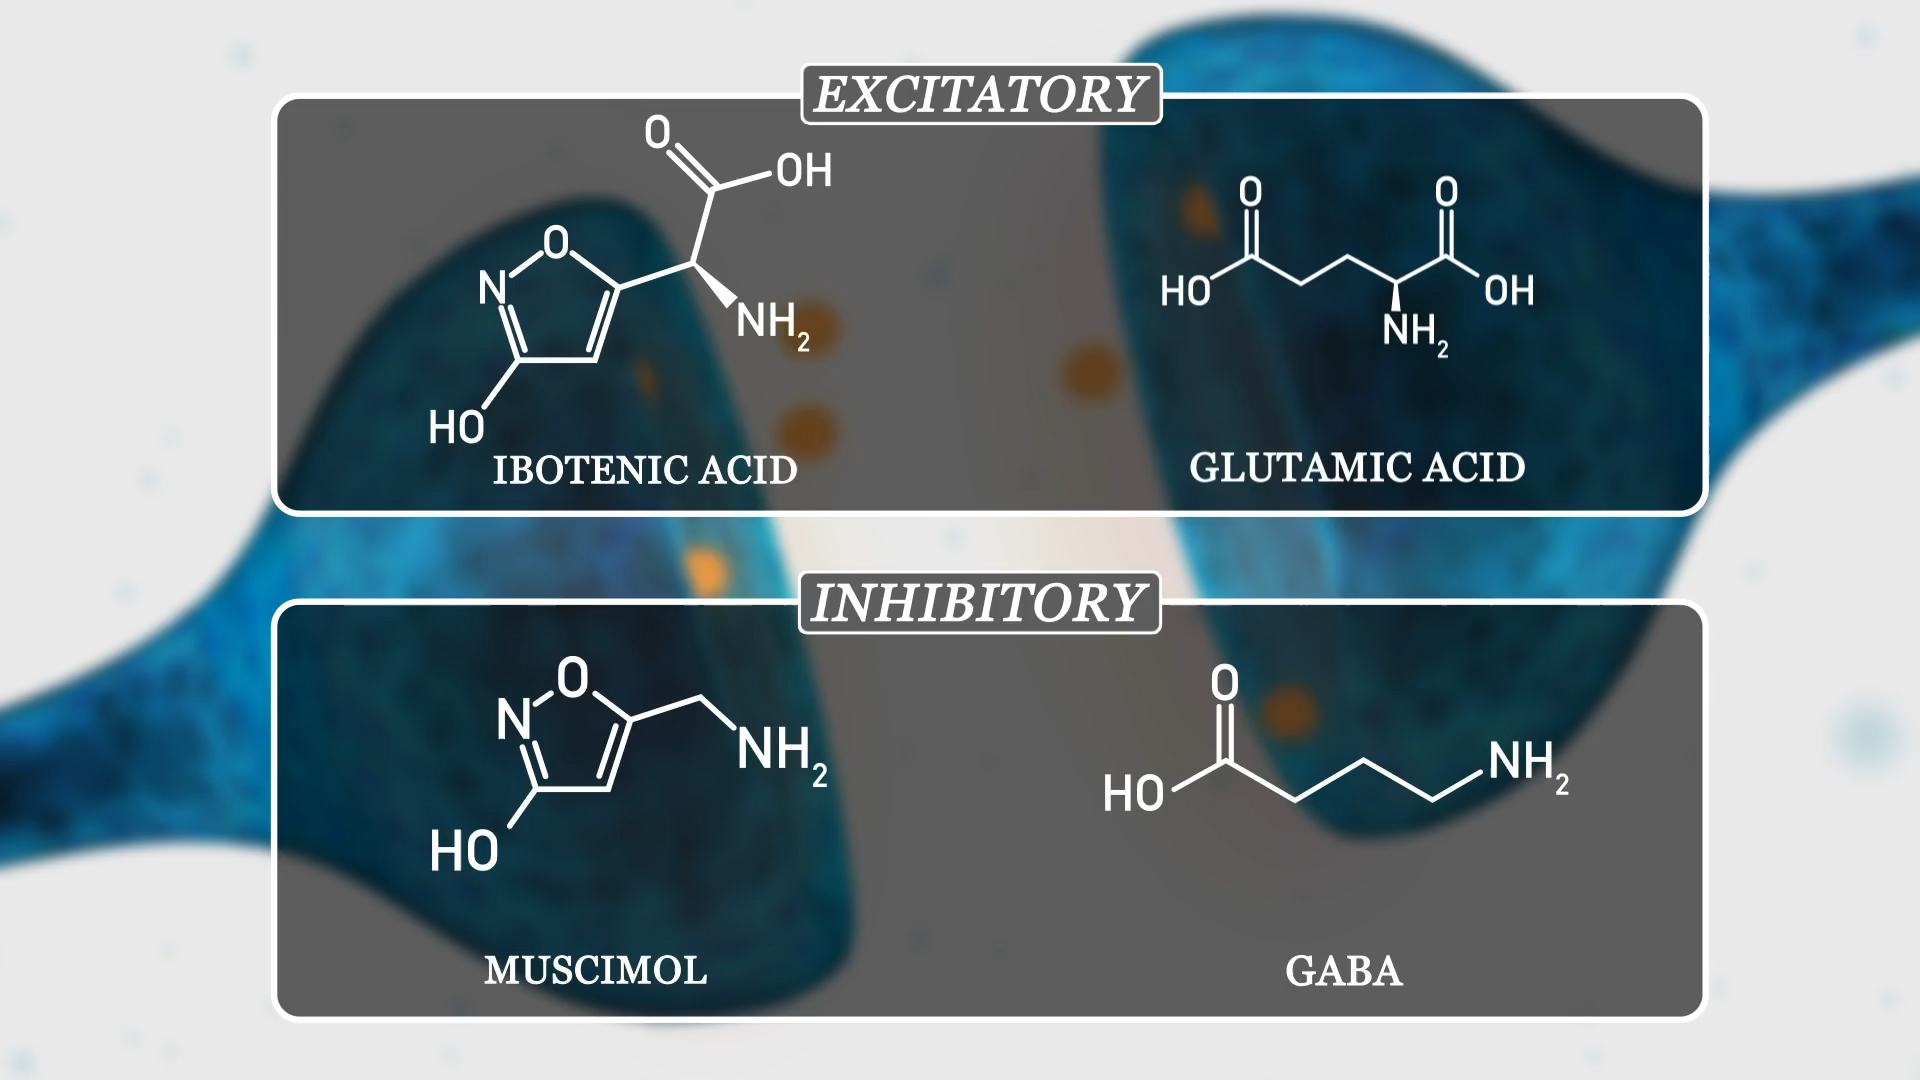 EXCITATORY
O
OH
O
N
NH2
HO
IBOTENIC ACID
O
O
HO
OH
NH2
GLUTAMIC ACID
INHIBITORY
O
N
NH2
HO
MUSCIMOL
O
NH2
HO
GABA